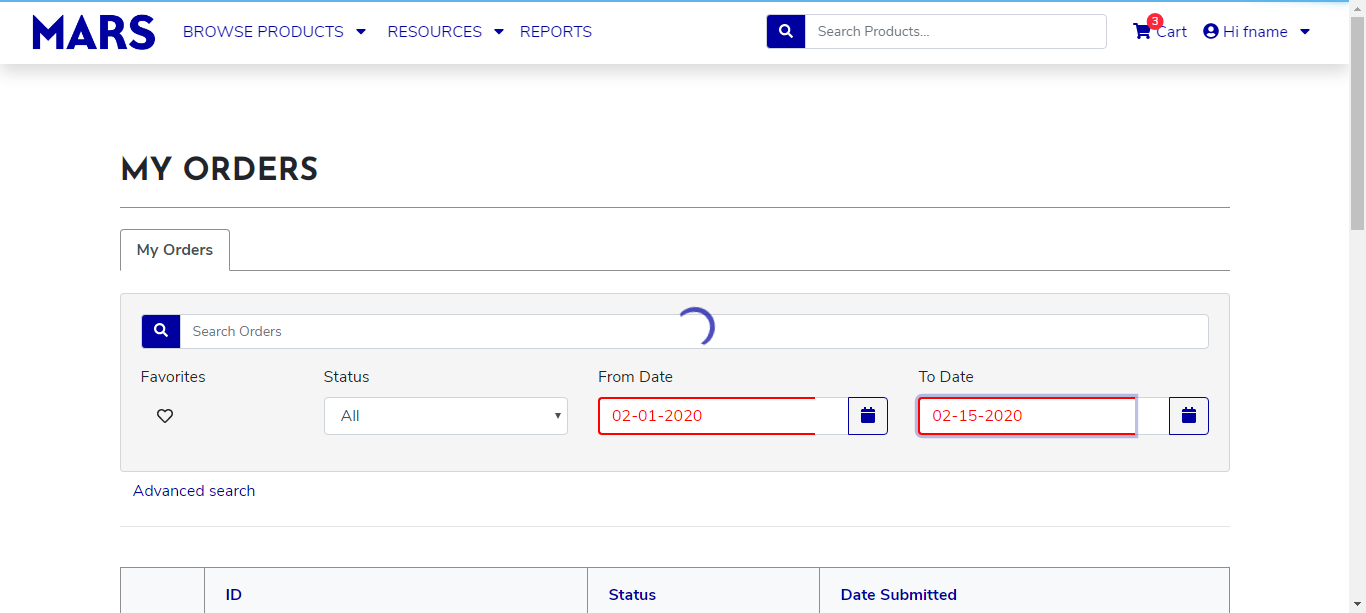 MARS BROWSE PRODUCTS RESOURCES REPORTS Search Products... 3 Cart Hi fname
MY ORDERS
My Orders
Search Orders
Favorites Status From Date To Date
All 02-01-2020 02-15-2020
Advanced search
ID Status Date Submitted